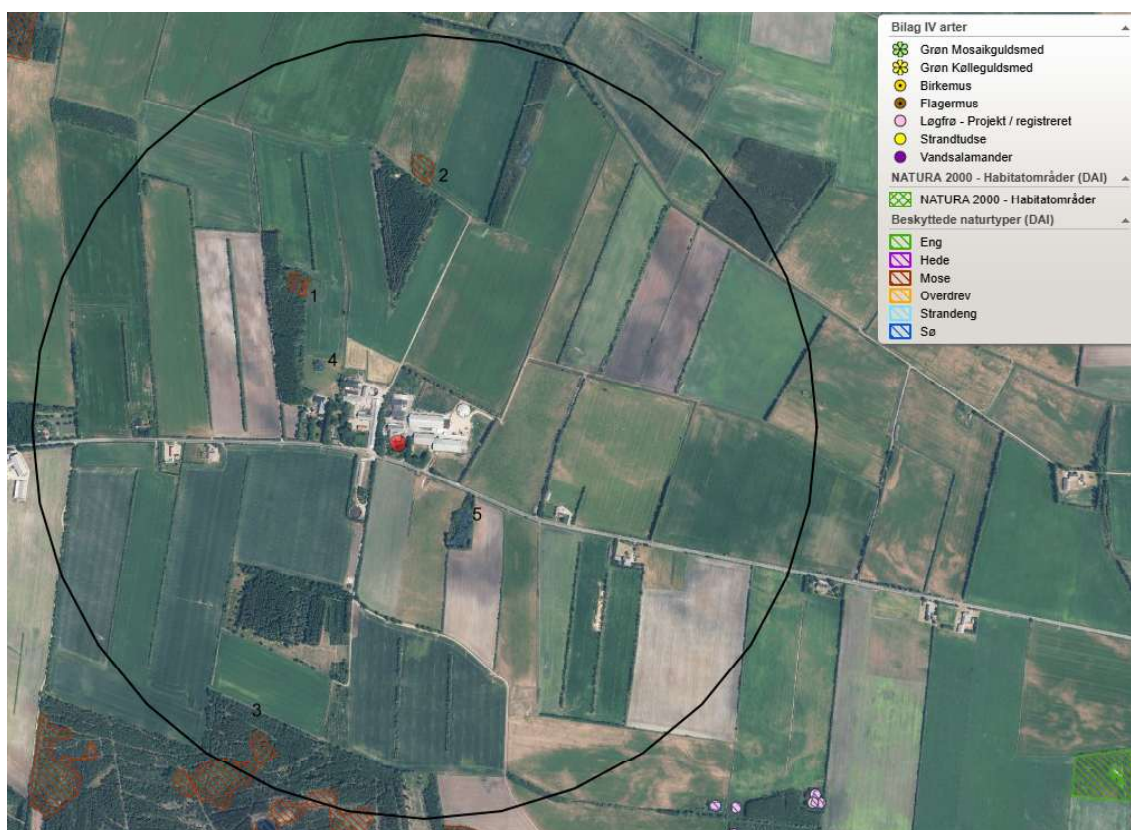 Bilag IV arter
Grøn Mosaikguldsmed
Grøn Kølleguldsmed
Birkemus
Flagermus
Løgfrø - Projekt / registreret
Strandtudse
Vandsalamander
NATURA 2000 - Habitatområder (DAI)
NATURA 2000 - Habitatområder
Beskyttede naturtyper (DAI)
Eng
Hede
Mose
Overdrev
Strandeng
Sø
2
1
4
5
3